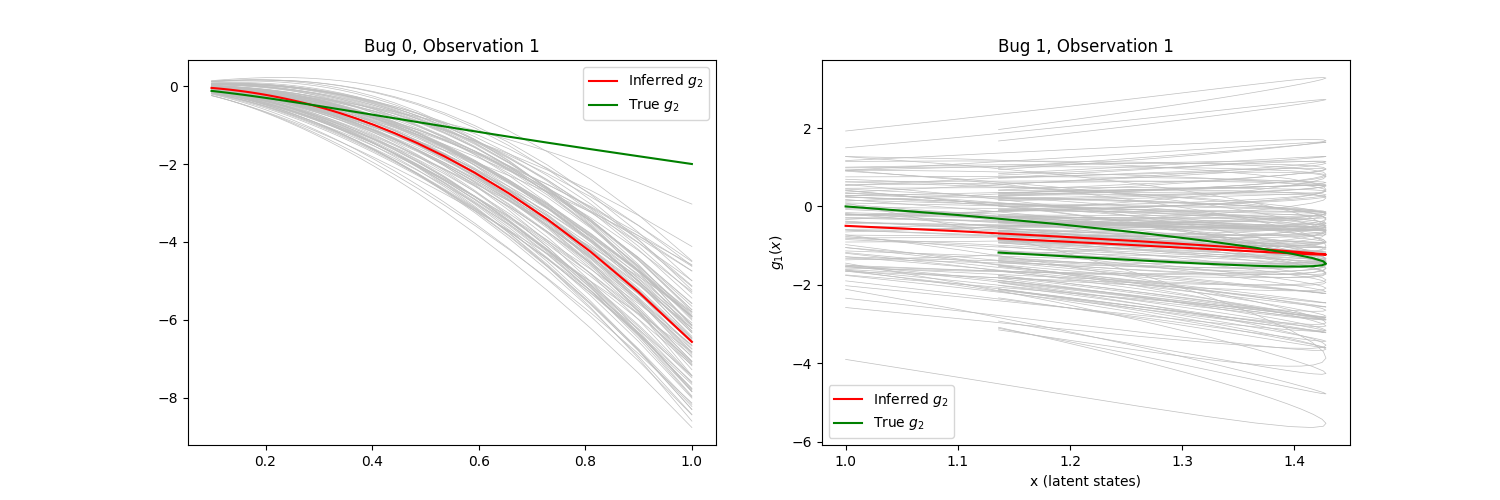 Bug 0, Observation 1
Inferred g₂
True g₂
0
−2
−4
−6
−8
0.2
0.4
0.6
0.8
1.0
Bug 1, Observation 1
g₁(x)
2
0
−2
−4
−6
Inferred g₂
True g₂
1.0
1.1
1.2
1.3
1.4
x (latent states)